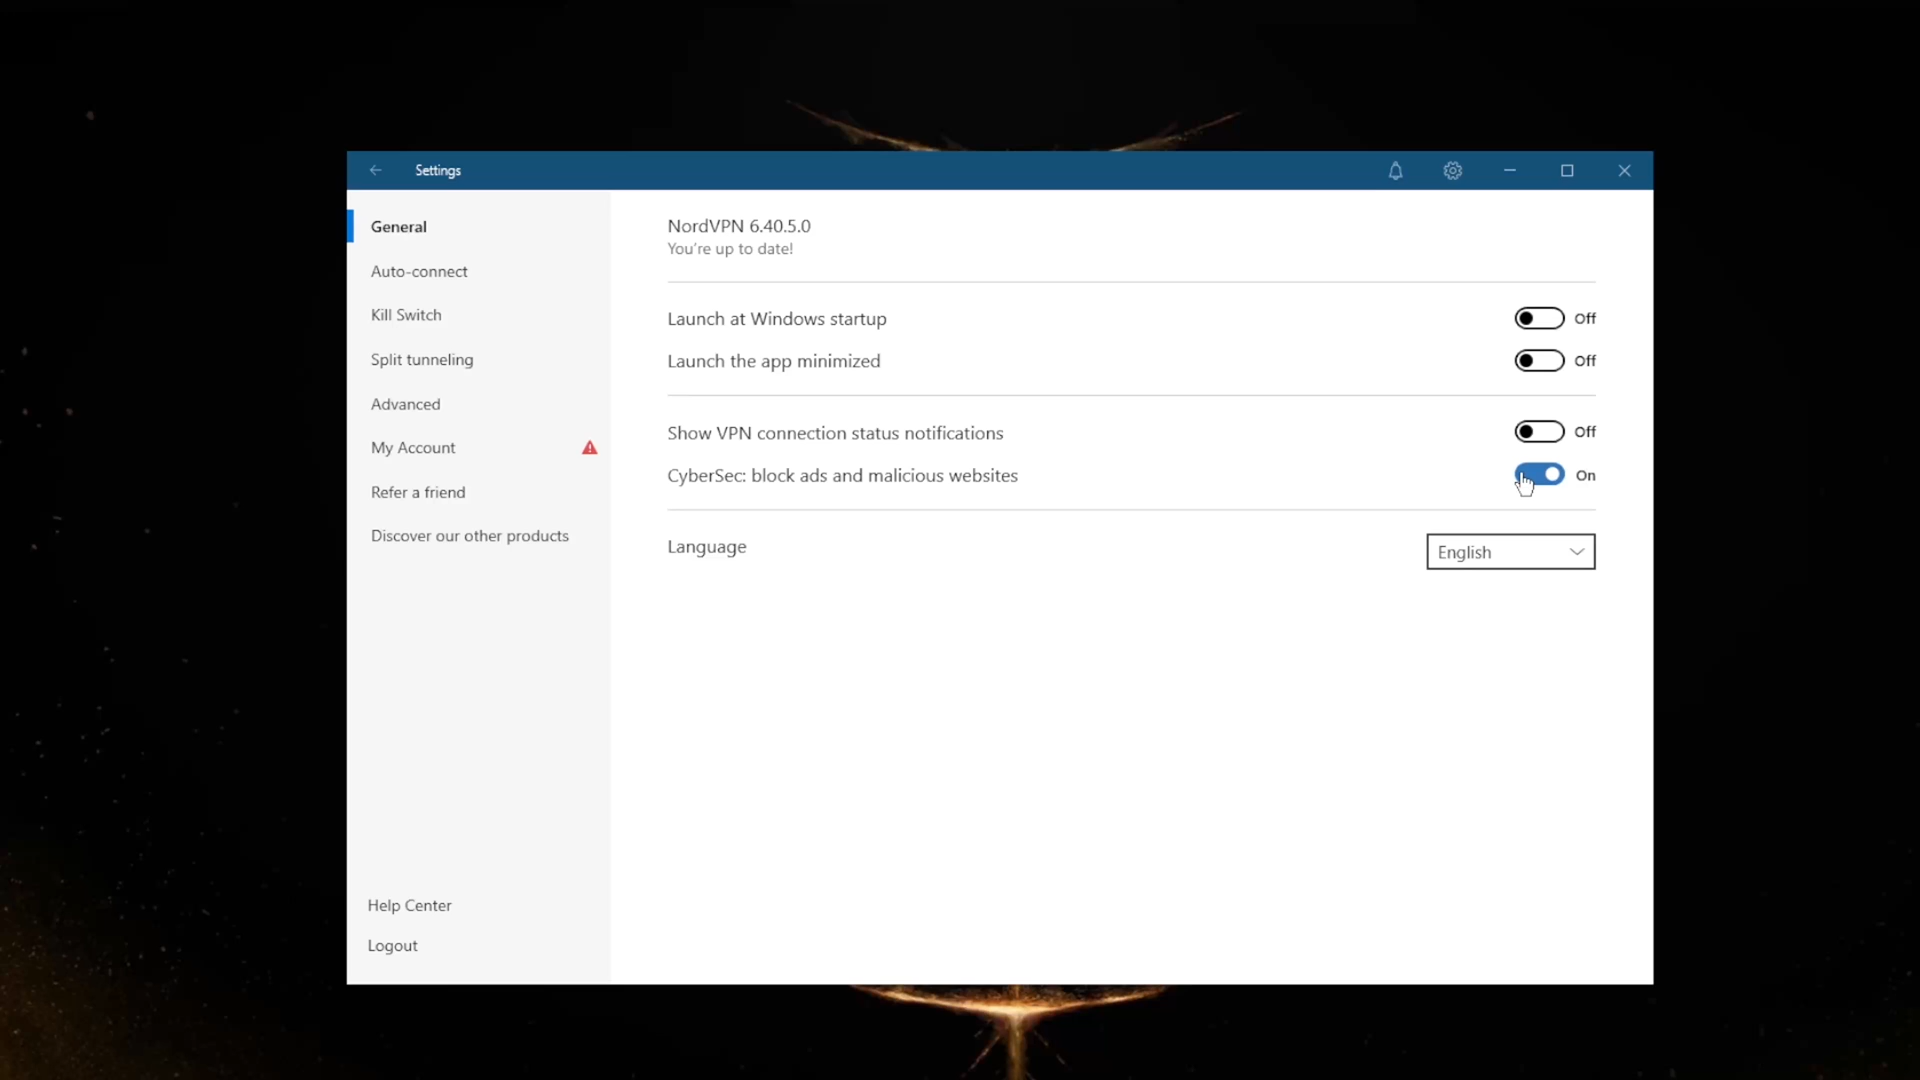 Settings
General
Auto-connect
Kill Switch
Split tunneling
Advanced
My Account
Refer a friend
Discover our other products
Help Center
Logout
NordVPN 6.40.5.0
You're up to date!
Launch at Windows startup Off
Launch the app minimized Off
Show VPN connection status notifications Off
CyberSec: block ads and malicious websites On
Language English